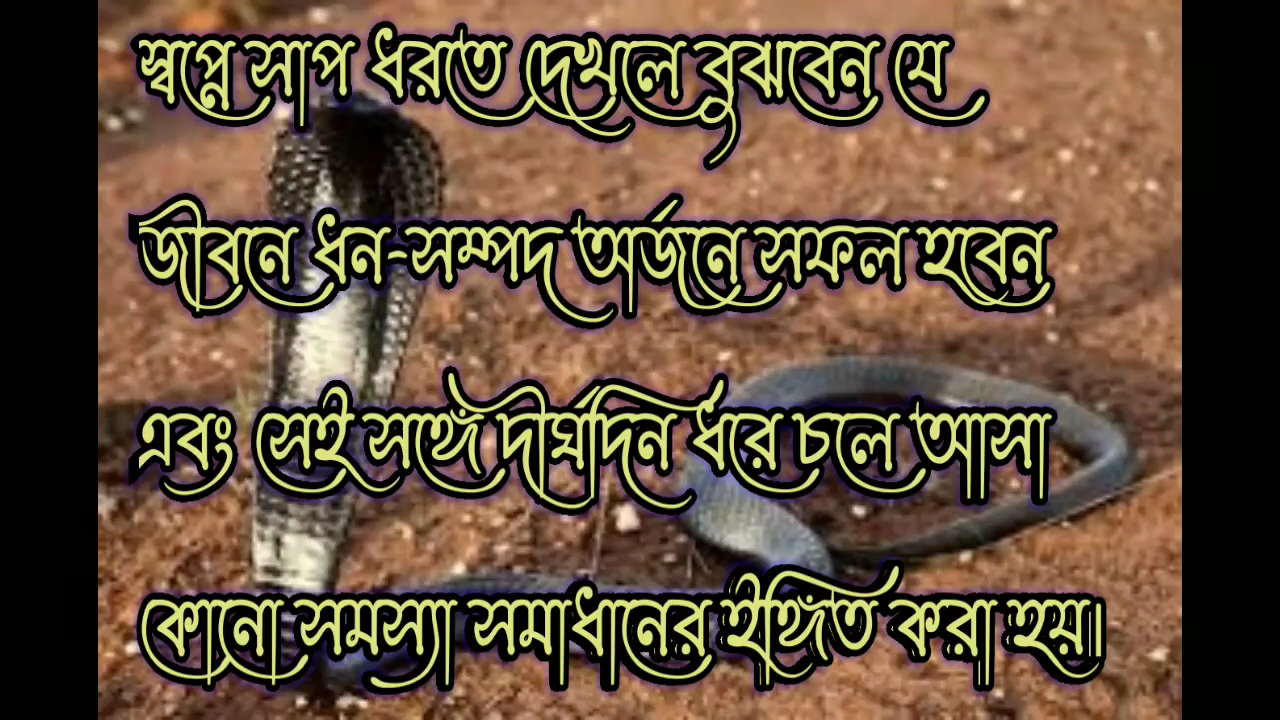 স্বপ্নে সাপ ধরতে দেখলে বুঝবেন যে
জীবনে ধন-সম্পদ অর্জনে সফল হবেন
এবং সেই সঙ্গে দীর্ঘদিন ধরে চলে আসা
কোনো সমস্যা সমাধানের ইঙ্গিত করা হয়।